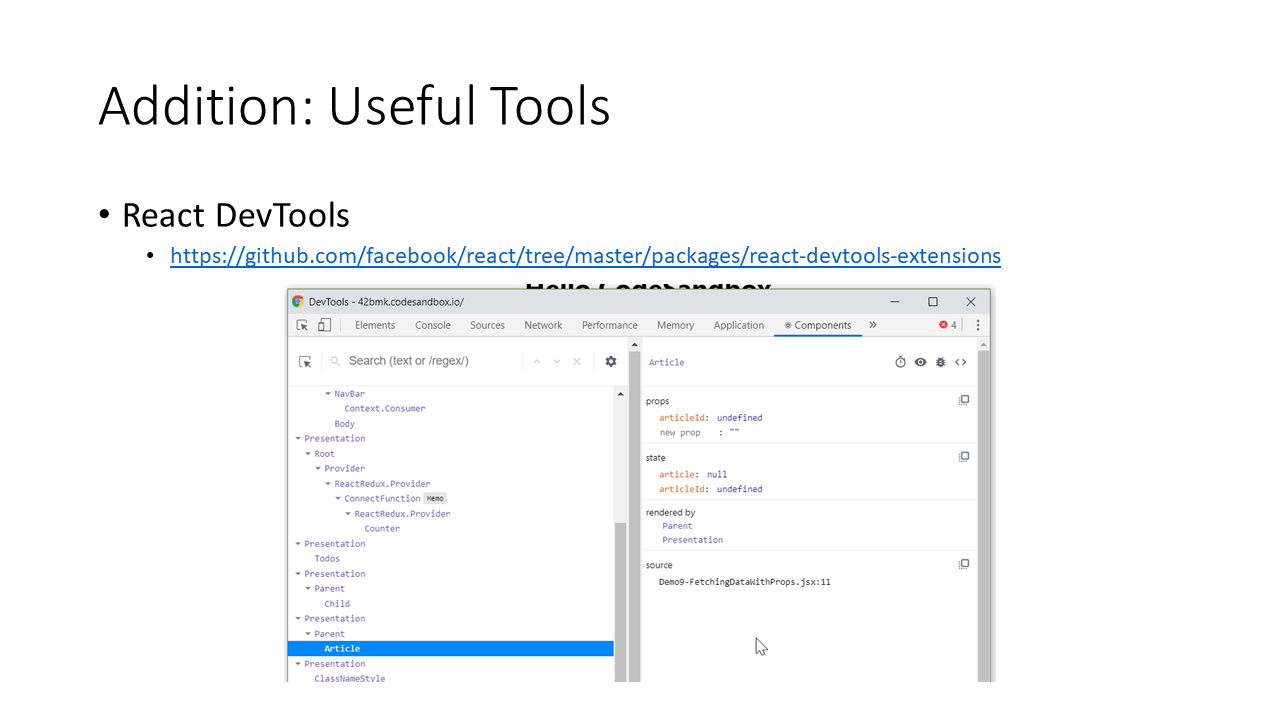 Addition: Useful Tools
• React DevTools
• https://github.com/facebook/react/tree/master/packages/react-devtools-extensions
Hello CodeSandbox
DevTools - 42bmk.codesandbox.io/
Elements Console Sources Network Performance Memory Application Components » 4
Search (text or /regex/)
Article
NavBar
Context.Consumer
Body
Presentation
Root
Provider
ReactRedux.Provider
ConnectFunction Memo
ReactRedux.Provider
Counter
Presentation
Todos
Presentation
Parent
Child
Presentation
Parent
Article
Presentation
ClassNameStyle
props
articleId: undefined
new prop : ""
state
article: null
articleId: undefined
rendered by
Parent
Presentation
source
Demo9-FetchingDataWithProps.jsx:11